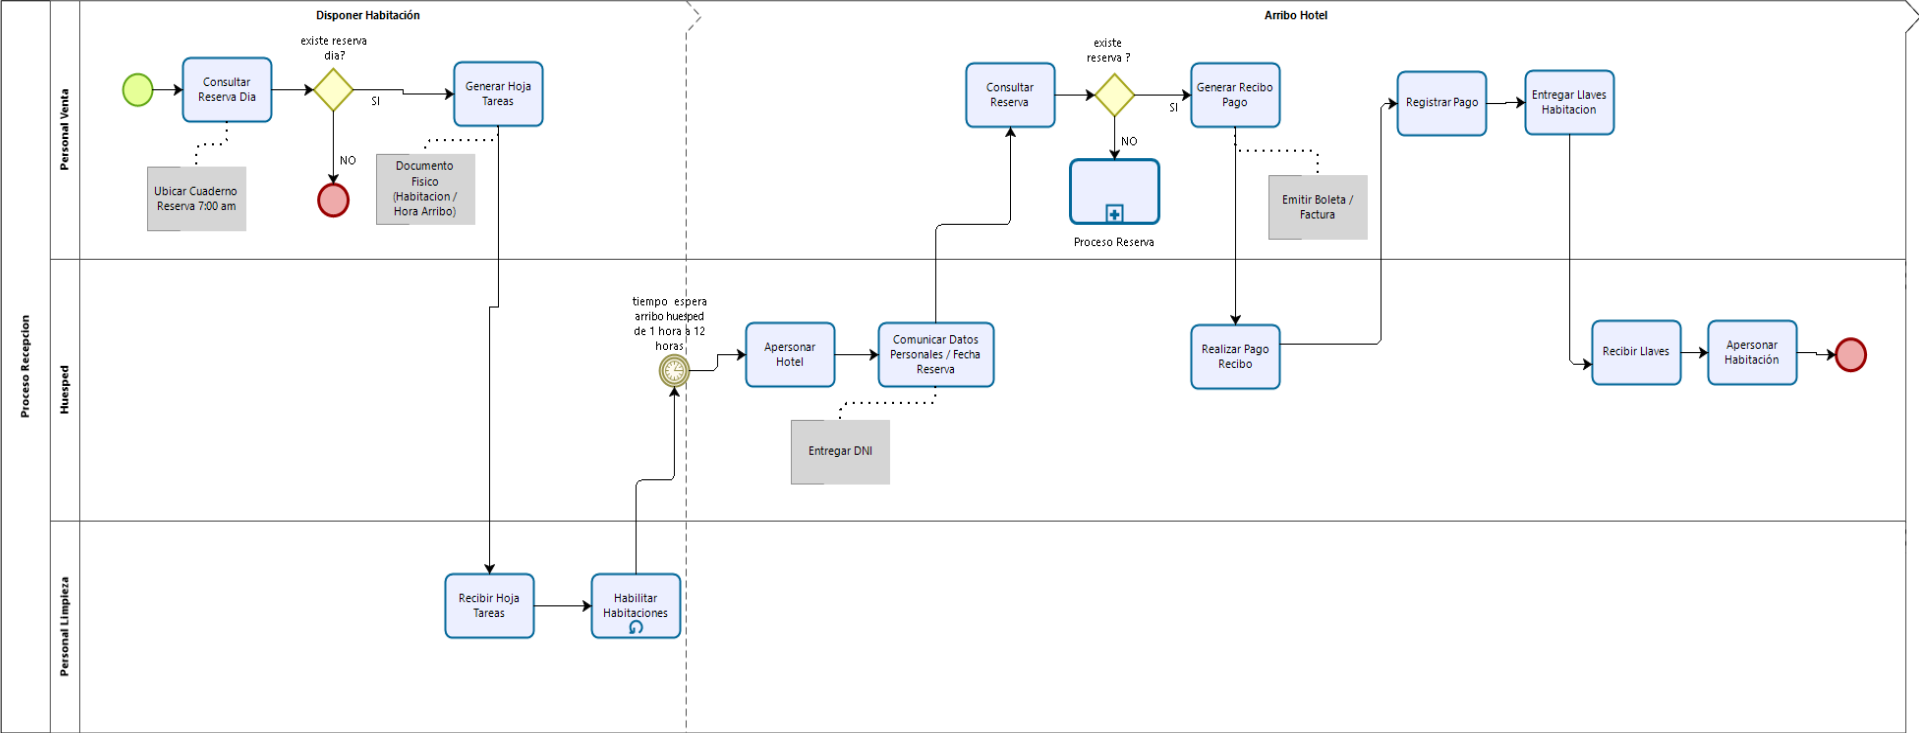 Disponer Habitación
Arribo Hotel
Proceso Recepcion
Personal Venta
existe reserva
dia?
Consultar
Reserva Dia
SI
NO
Generar Hoja
Tareas
Ubicar Cuaderno
Reserva 7:00 am
Documento
Fisico
(Habitacion /
Hora Arribo)
existe
reserva ?
Consultar
Reserva
SI
NO
Proceso Reserva
Generar Recibo
Pago
Emitir Boleta /
Factura
Registrar Pago
Entregar Llaves
Habitacion
Huesped
tiempo espera
arribo huesped
de 1 hora a 12
horas
Apersonar
Hotel
Comunicar Datos
Personales / Fecha
Reserva
Entregar DNI
Realizar Pago
Recibo
Recibir Llaves
Apersonar
Habitación
Personal Limpieza
Recibir Hoja
Tareas
Habilitar
Habitaciones